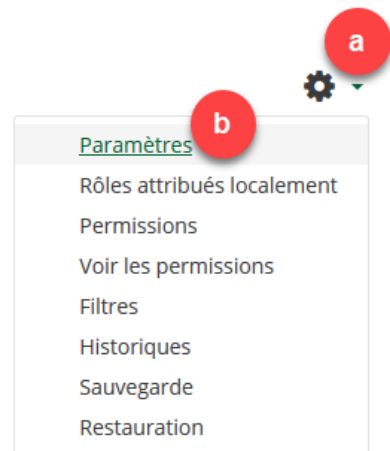 a
b
Paramètres
Rôles attribués localement
Permissions
Voir les permissions
Filtres
Historiques
Sauvegarde
Restauration